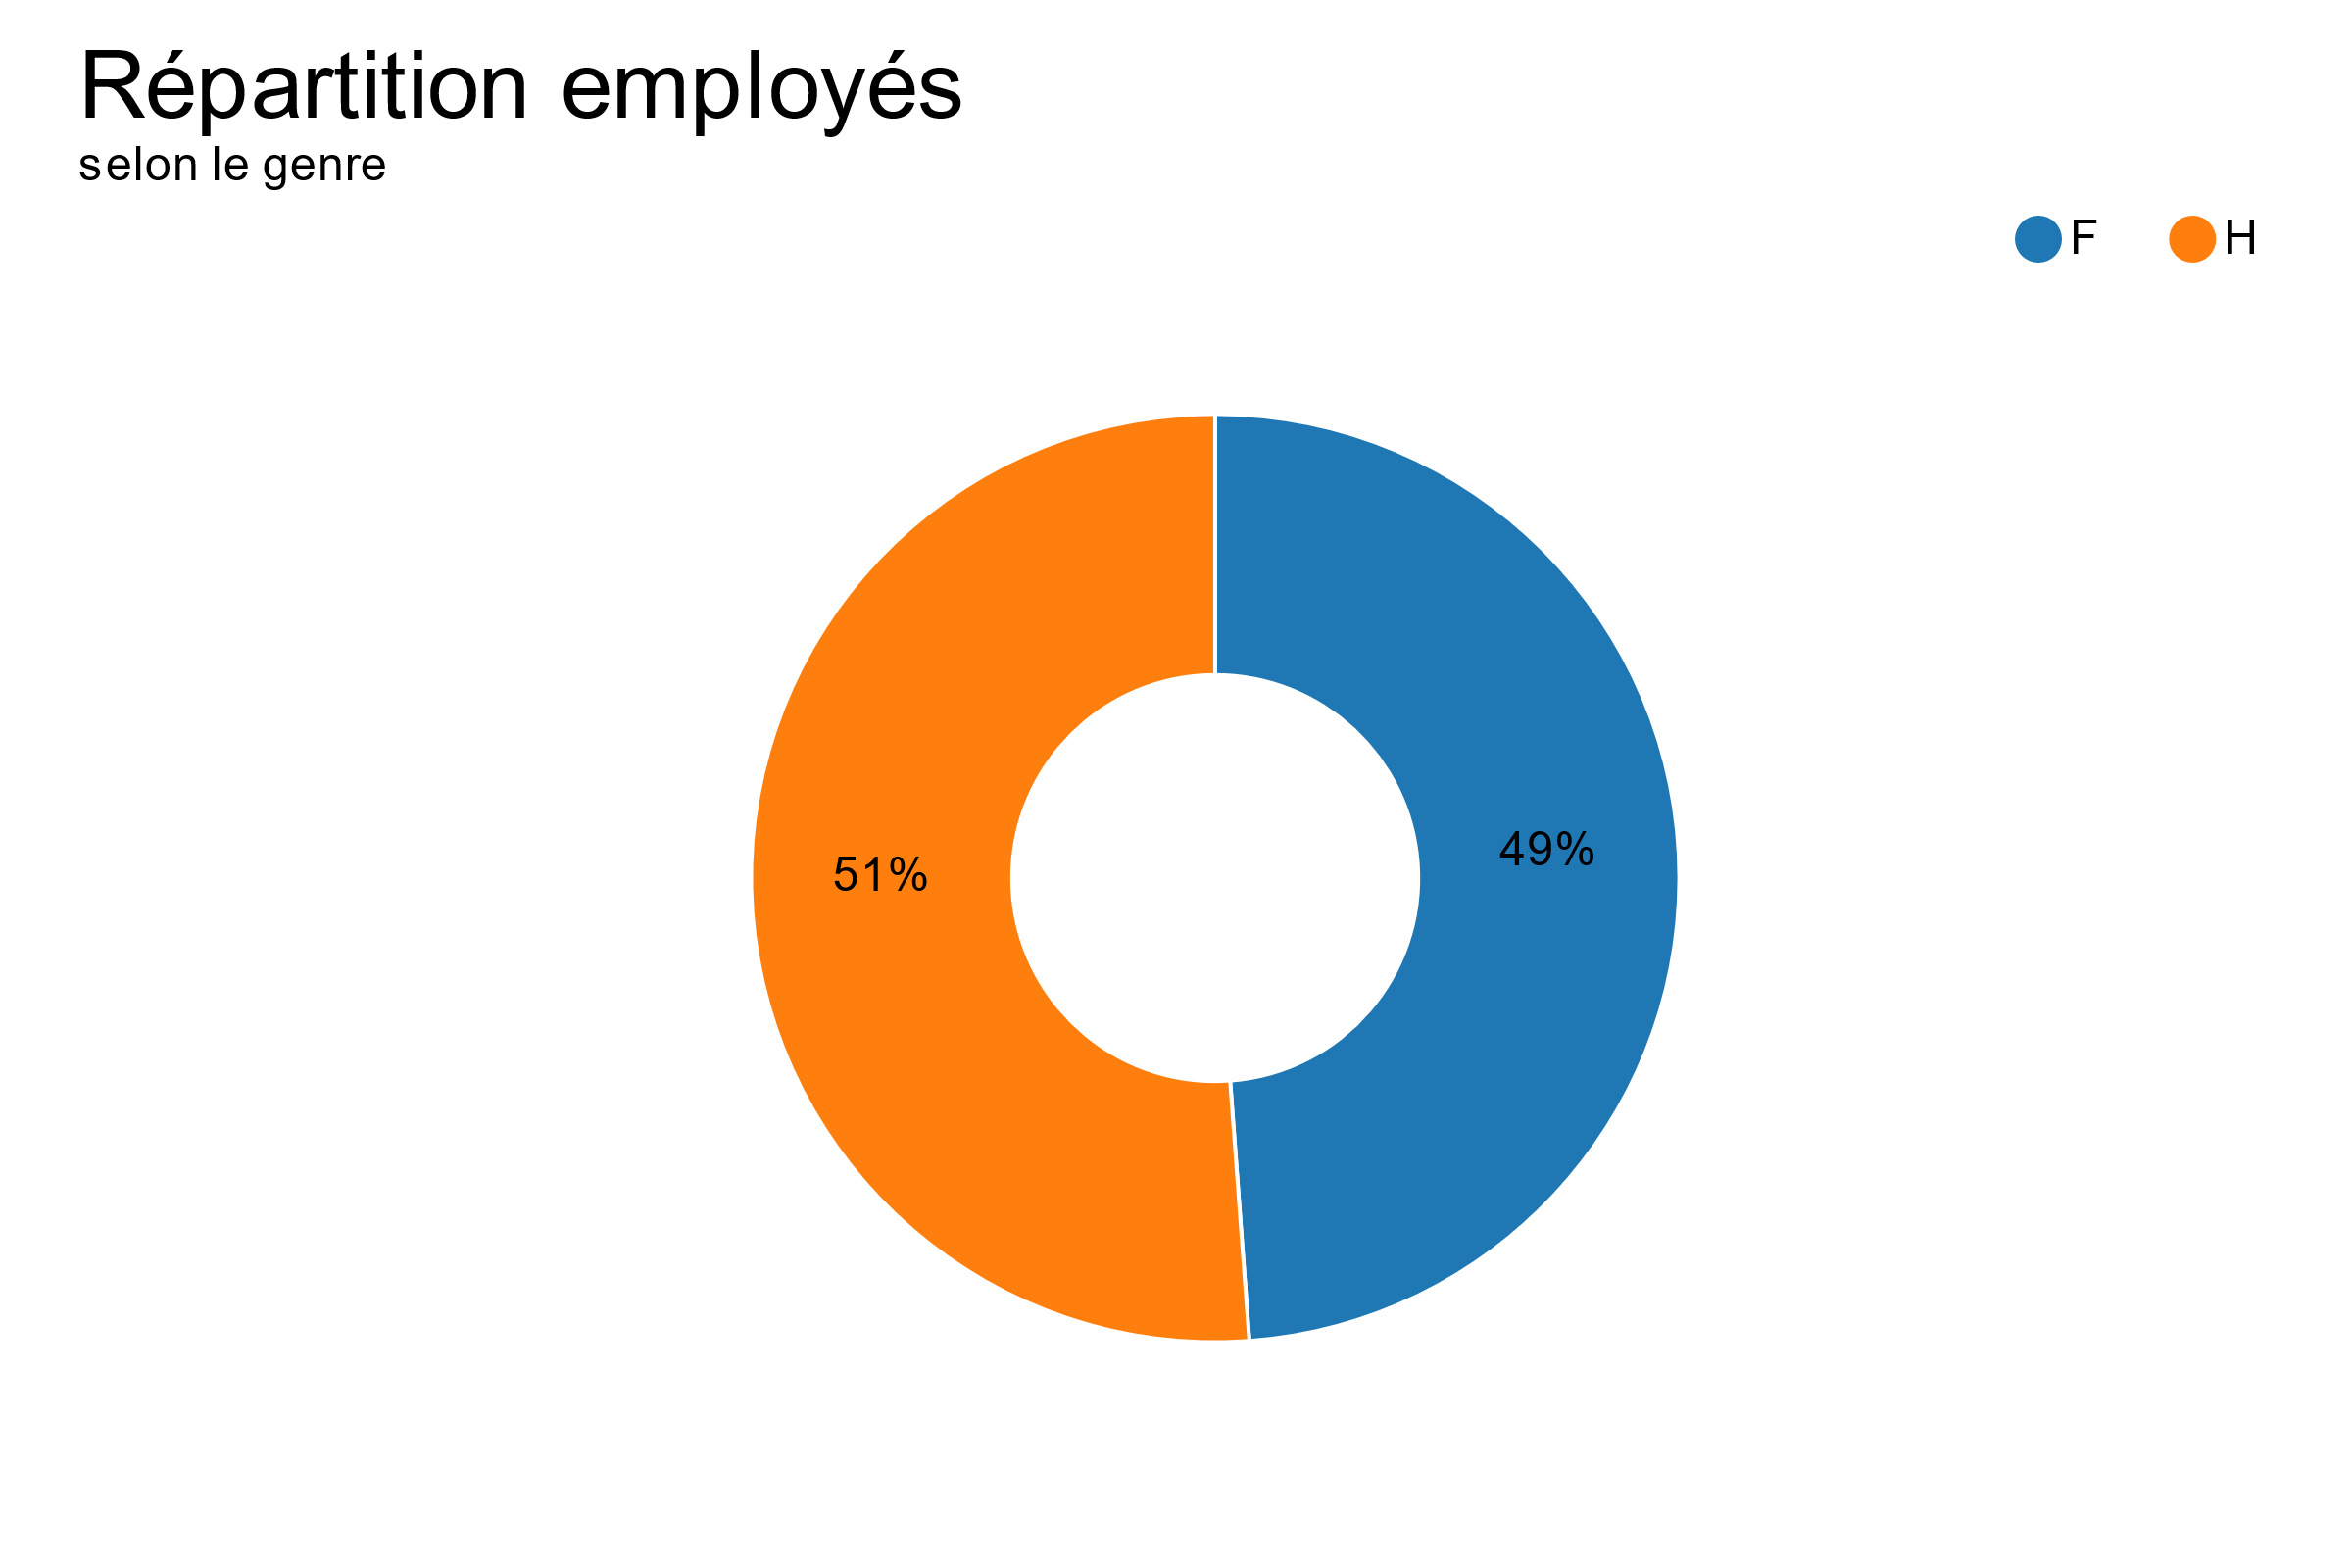 Répartition employés
selon le genre
F H
49%
51%